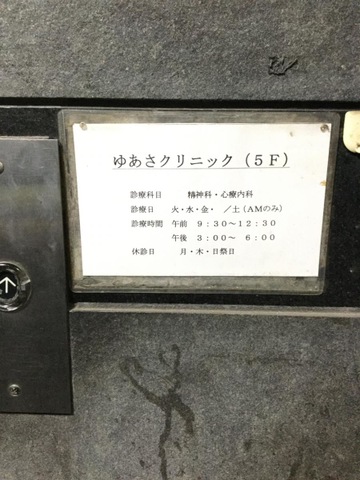 ゆあさクリニック(5F)
診療科目 精神科・心療内科
診療日 火・水・金・ /土(AMのみ)
診療時間 午前 9:30〜12:30
午後 3:00〜 6:00
休診日 月・木・日祭日